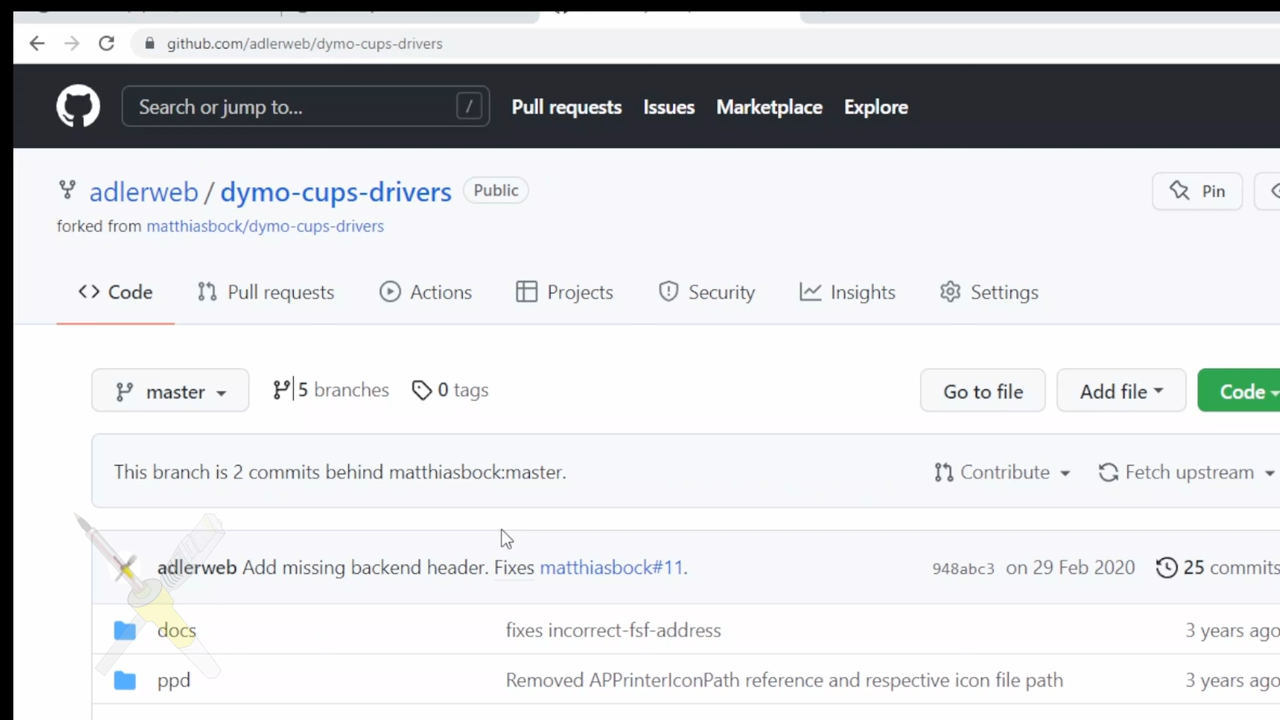 github.com/adlerweb/dymo-cups-drivers
Search or jump to... / Pull requests Issues Marketplace Explore
adlerweb / dymo-cups-drivers Public Pin
forked from matthiasbock/dymo-cups-drivers
Code Pull requests Actions Projects Security Insights Settings
master 5 branches 0 tags Go to file Add file Code
This branch is 2 commits behind matthiasbock:master. Contribute Fetch upstream
adlerweb Add missing backend header. Fixes matthiasbock#11. 948abc3 on 29 Feb 2020 25 commits
docs fixes incorrect-fsf-address 3 years ago
ppd Removed APPrinterIconPath reference and respective icon file path 3 years ago